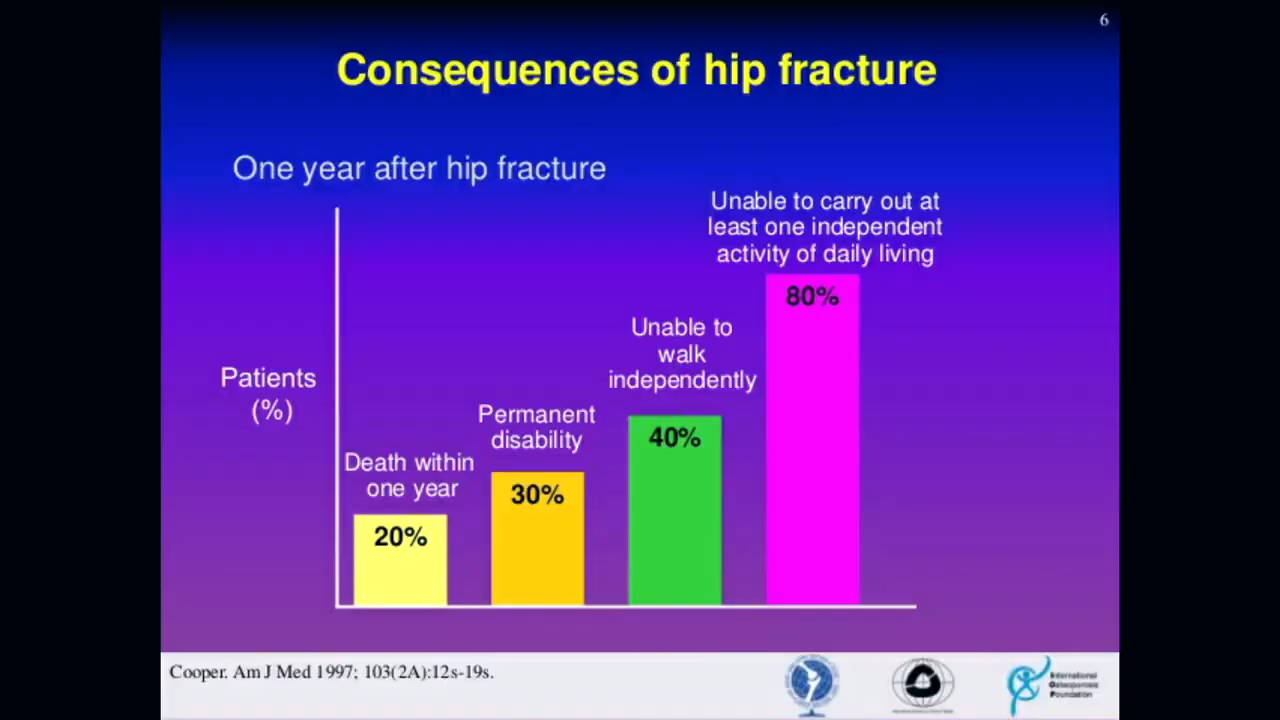 6
Consequences of hip fracture
One year after hip fracture
Unable to carry out at
least one independent
activity of daily living
80%
Unable to
walk
independently
40%
Patients
(%)
Permanent
disability
30%
Death within
one year
20%
Cooper. Am J Med 1997; 103(2A):12s-19s.
International
Osteoporosis
Foundation